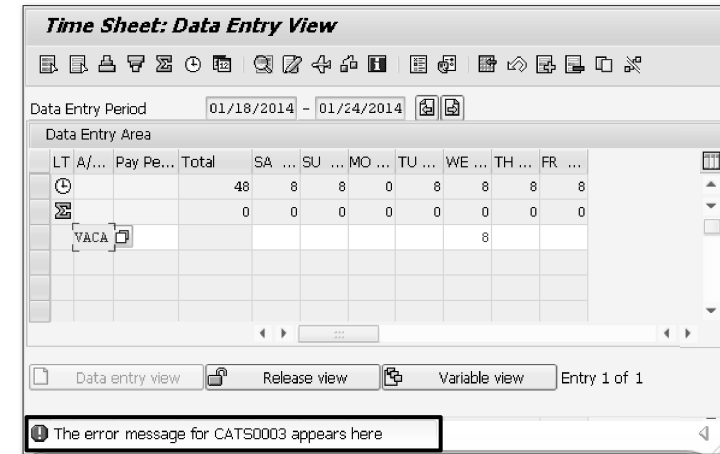 Time Sheet: Data Entry View
Data Entry Period 01/18/2014 - 01/24/2014
Data Entry Area
LT A/... Pay Pe... Total SA ... SU ... MO ... TU ... WE ... TH ... FR ...
48 8 8 0 8 8 8 8
0 0 0 0 0 0 0 0
VACA 8
Data entry view Release view Variable view Entry 1 of 1
The error message for CATS0003 appears here